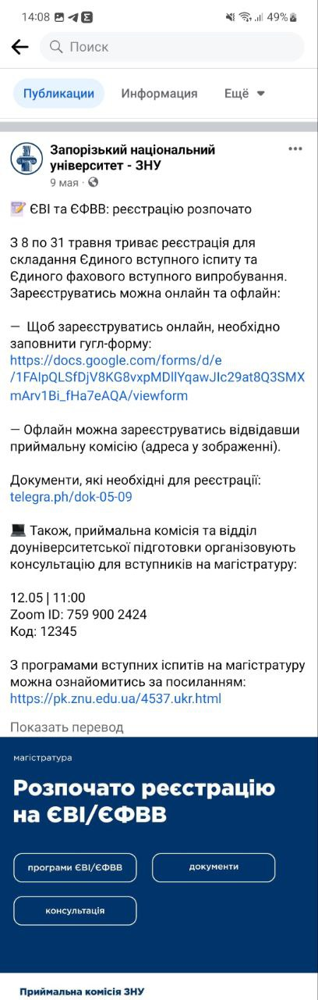 14:08
49%
Поиск
Публикации
Информация
Ещё
Запорізький національний
університет - ЗНУ
9 мая ·
ЄВІ та ЄФВВ: реєстрацію розпочато
З 8 по 31 травня триває реєстрація для
складання Єдиного вступного іспиту та
Єдиного фахового вступного випробування.
Зареєструватись можна онлайн та офлайн:
— Щоб зареєструватись онлайн, необхідно
заповнити гугл-форму:
https://docs.google.com/forms/d/e
/1FAIpQLSfDjV8KG8vxpMDIlYqawJIc29at8Q3SMX
mArv1Bi_fHa7eAQA/viewform
— Офлайн можна зареєструватись відвідавши
приймальну комісію (адреса у зображенні).
Документи, які необхідні для реєстрації:
telegra.ph/dok-05-09
Також, приймальна комісія та відділ
доуніверситетської підготовки організовують
консультацію для вступників на магістратуру:
12.05 | 11:00
Zoom ID: 759 900 2424
Код: 12345
З програмами вступних іспитів на магістратуру
можна ознайомитись за посиланням:
https://pk.znu.edu.ua/4537.ukr.html
Показать перевод
магістратура
Розпочато реєстрацію
на ЄВІ/ЄФВВ
програми ЄВІ/ЄФВВ
документи
консультація
Приймальна комісія ЗНУ